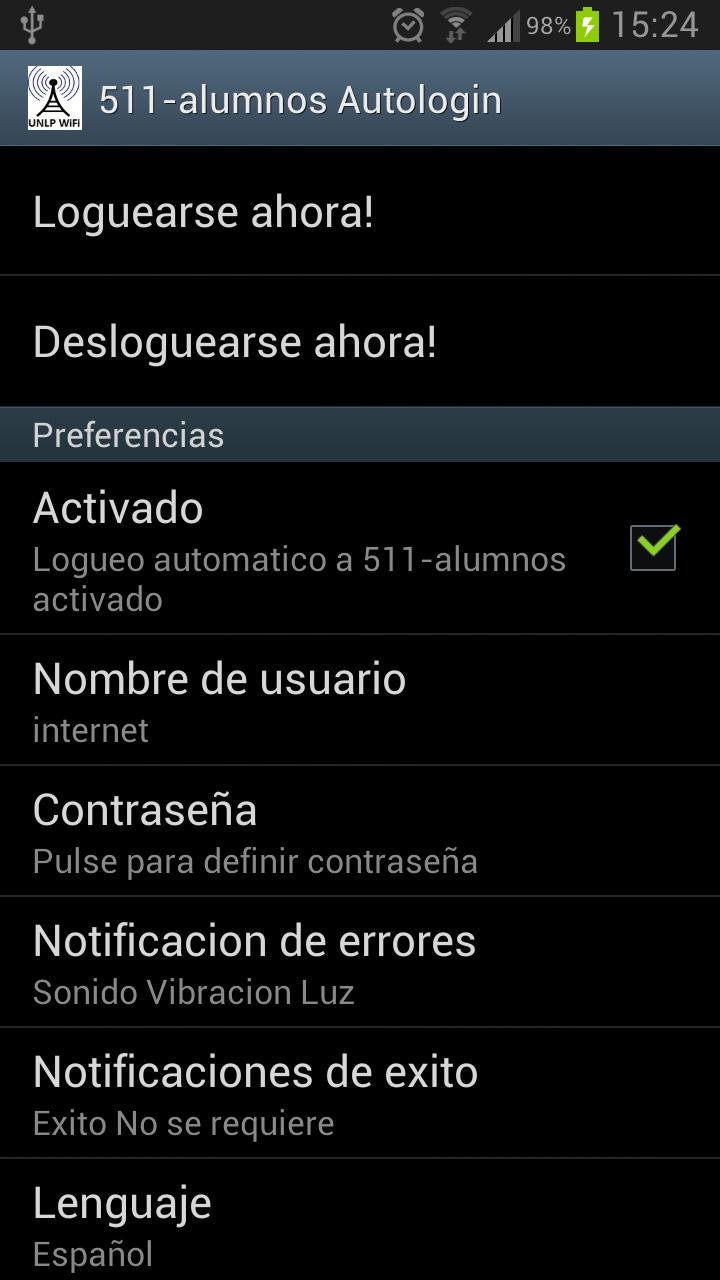 98% 15:24
UNLP WiFi
511-alumnos Autologin
Loguearse ahora!
Desloguearse ahora!
Preferencias
Activado
Logueo automatico a 511-alumnos
activado
Nombre de usuario
internet
Contraseña
Pulse para definir contraseña
Notificacion de errores
Sonido Vibracion Luz
Notificaciones de exito
Exito No se requiere
Lenguaje
Español